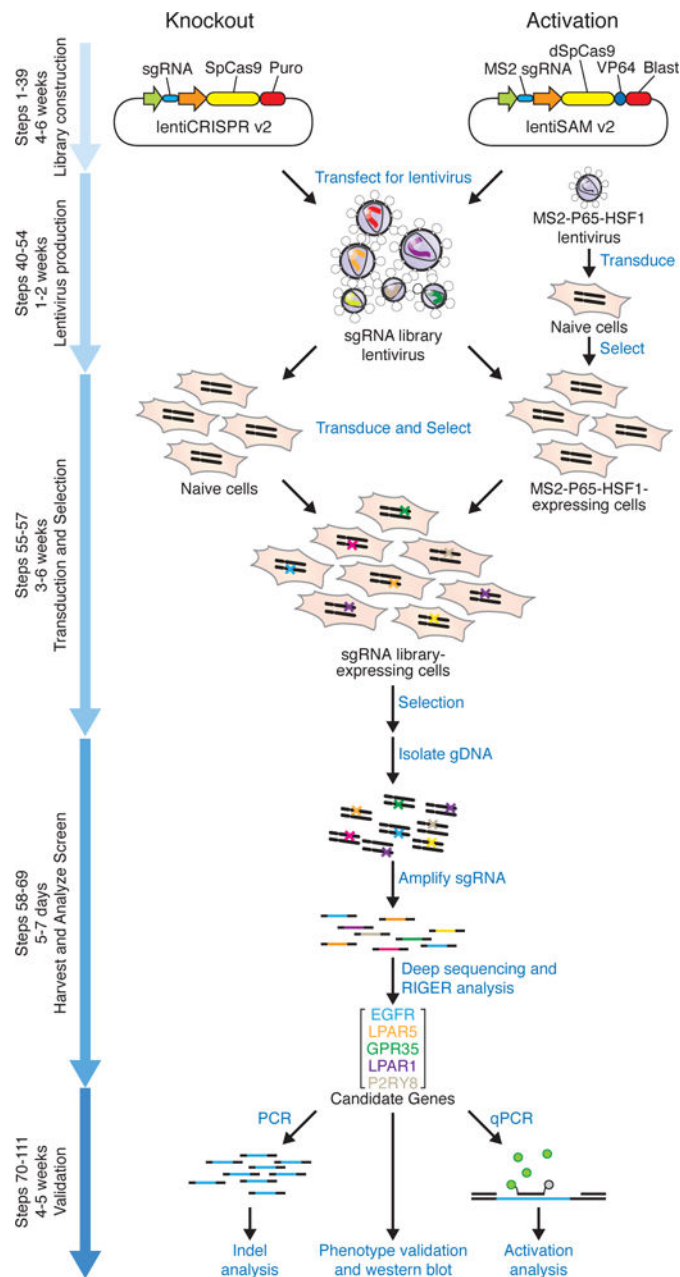 Knockout
Activation
sgRNA
SpCas9
Puro
lentiCRISPR v2
dSpCas9
MS2 sgRNA
VP64
Blast
lentiSAM v2
Steps 1-39
4-6 weeks
Library construction
Transfect for lentivirus
sgRNA library
lentivirus
MS2-P65-HSF1
lentivirus
Transduce
Naive cells
Select
Steps 40-54
1-2 weeks
Lentivirus production
Transduce and Select
Naive cells
MS2-P65-HSF1-
expressing cells
sgRNA library-
expressing cells
Steps 55-57
3-6 weeks
Transduction and Selection
Selection
Isolate gDNA
Amplify sgRNA
Deep sequencing and
RIGER analysis
EGFR
LPAR5
GPR35
LPAR1
P2RY8
Candidate Genes
Steps 58-69
5-7 days
Harvest and Analyze Screen
PCR
qPCR
Indel
analysis
Phenotype validation
and western blot
Activation
analysis
Steps 70-111
4-5 weeks
Validation